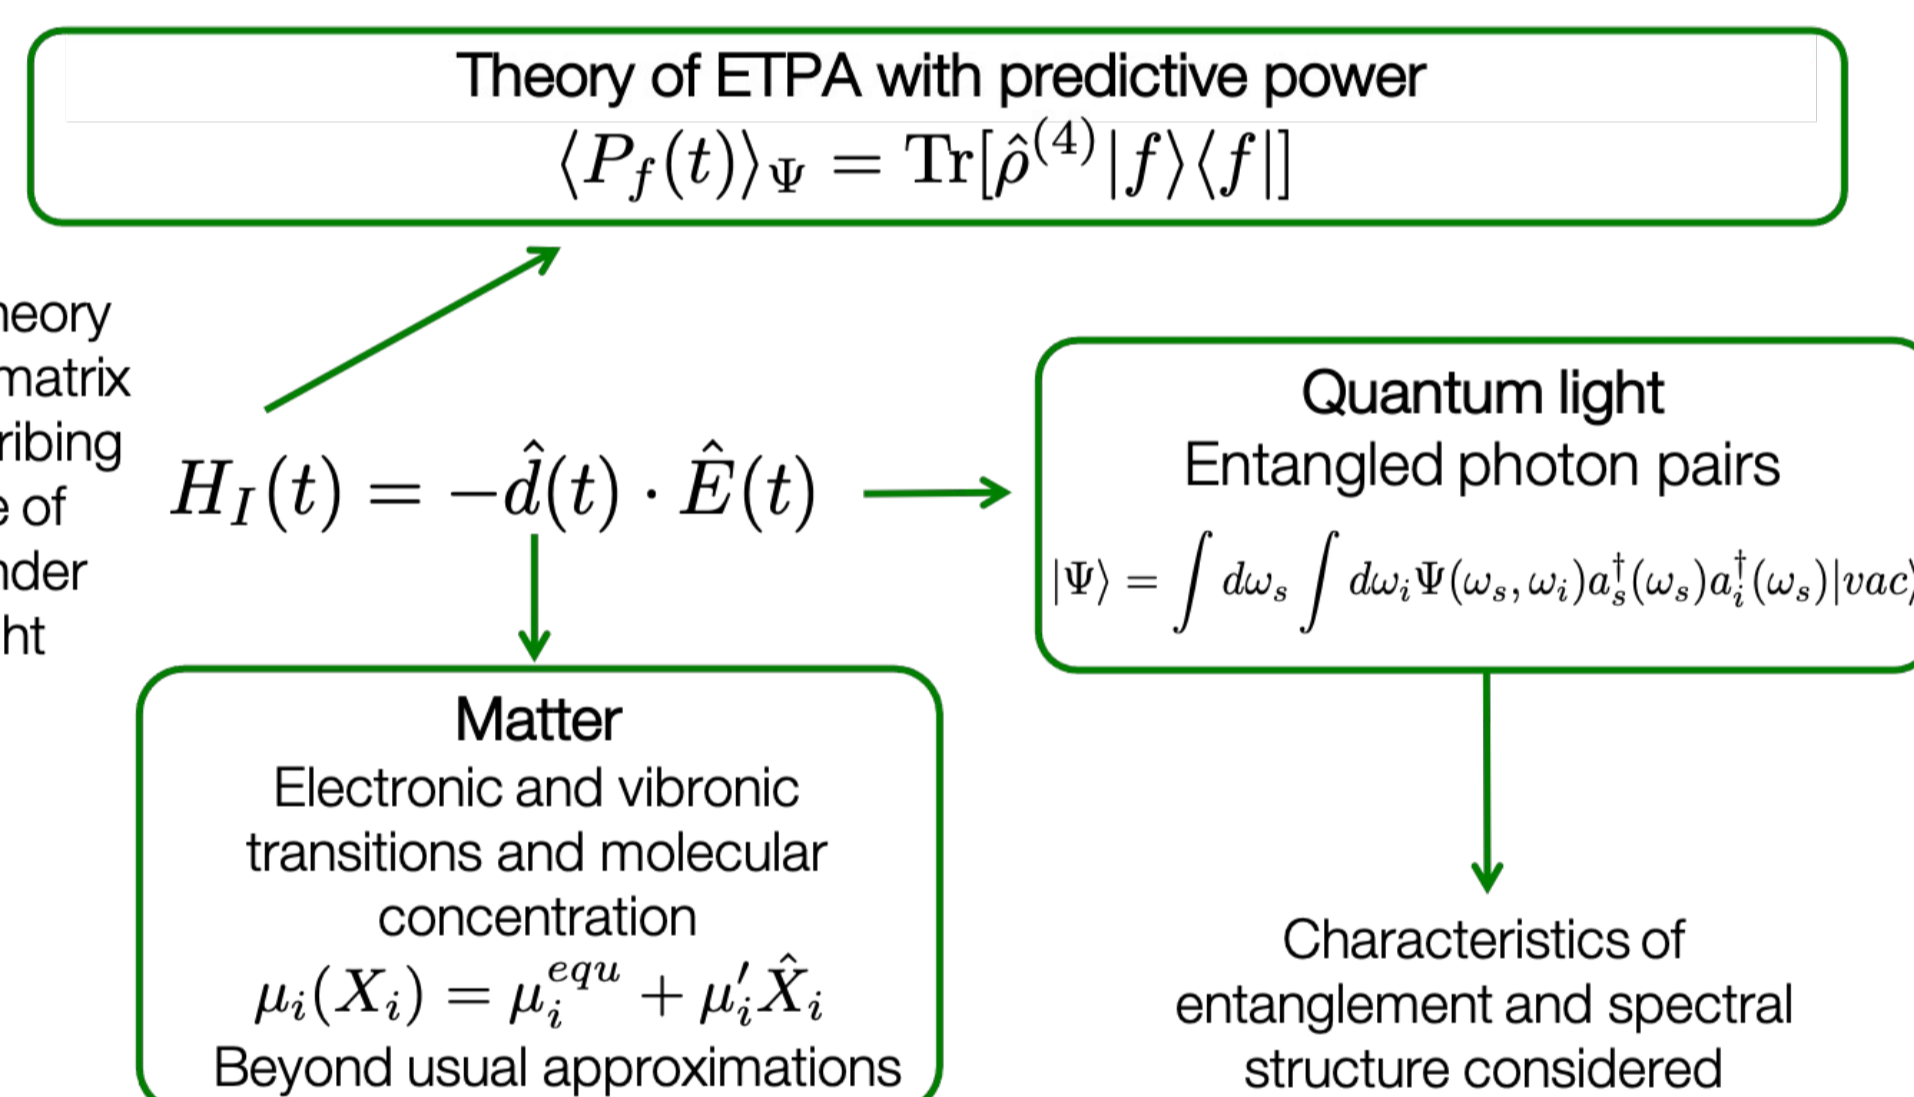 Theory of ETPA with predictive power
⟨P_f(t)⟩_Ψ = Tr[ρ̂^(4)|f⟩⟨f|]
heory
matrix
ribing
e of
nder
ht
H_I(t) = −d̂(t) · Ê(t)
Quantum light
Entangled photon pairs
|Ψ⟩ = ∫ dω_s ∫ dω_i Ψ(ω_s, ω_i) a_s^†(ω_s) a_i^†(ω_s)|vac⟩
Matter
Electronic and vibronic
transitions and molecular
concentration
μ_i(X_i) = μ_i^equ + μ′_i X̂_i
Beyond usual approximations
Characteristics of
entanglement and spectral
structure considered